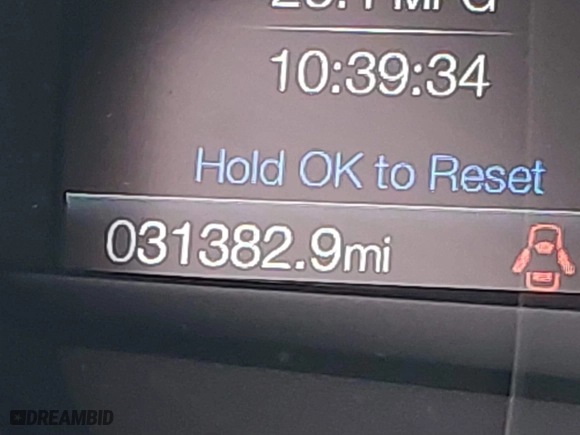 10:39:34
Hold OK to Reset
031382.9mi
DREAMBID